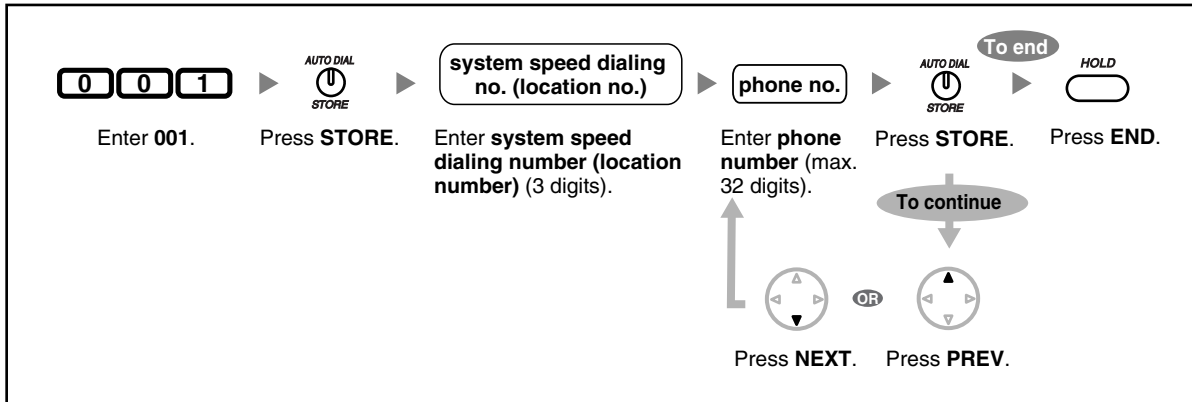 To end
AUTO DIAL
system speed dialing
AUTO DIAL
HOLD
0 0 1
no. (location no.)
phone no.
STORE
STORE
Enter 001.
Press STORE.
Enter system speed
dialing number (location
number) (3 digits).
Enter phone
number (max.
32 digits).
Press STORE.
Press END.
To continue
OR
Press NEXT.
Press PREV.